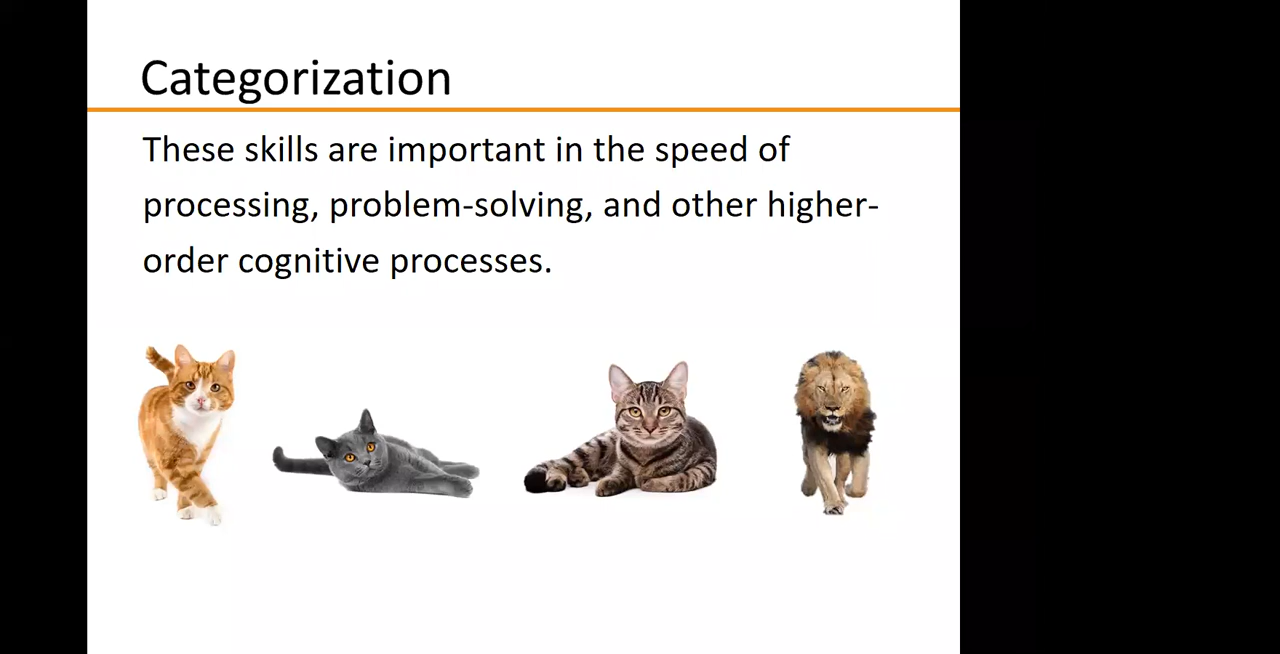 Categorization
These skills are important in the speed of
processing, problem-solving, and other higher-
order cognitive processes.